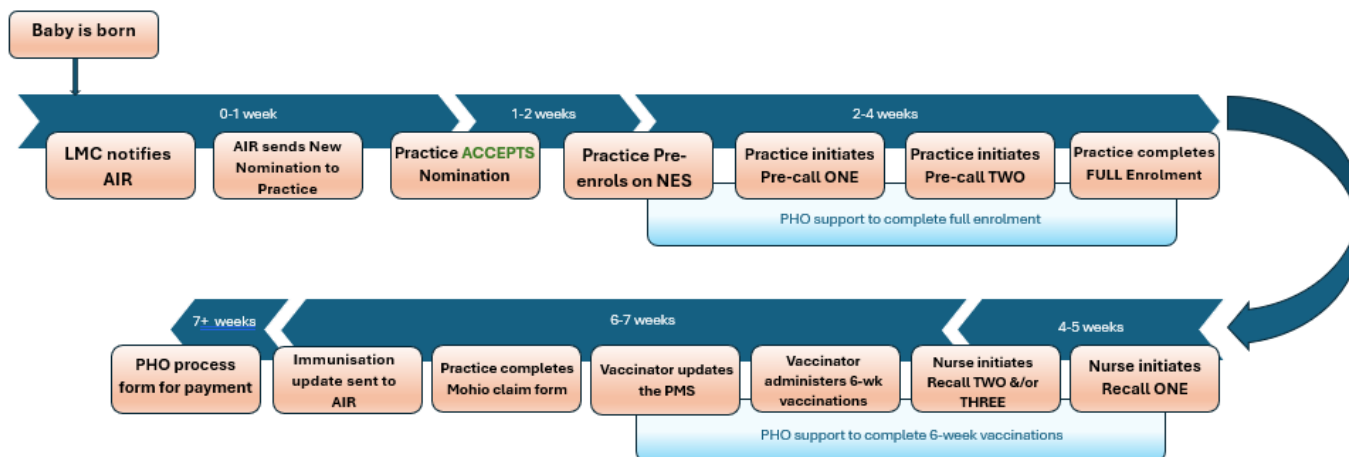 Baby is born
0-1 week
1-2 weeks
2-4 weeks
LMC notifies
AIR
AIR sends New
Nomination to
Practice
Practice ACCEPTS
Nomination
Practice Pre-
enrols on NES
Practice initiates
Pre-call ONE
Practice initiates
Pre-call TWO
Practice completes
FULL Enrolment
PHO support to complete full enrolment
7+ weeks
6-7 weeks
4-5 weeks
PHO process
form for payment
Immunisation
update sent to
AIR
Practice completes
Mohio claim form
Vaccinator updates
the PMS
Vaccinator
administers 6-wk
vaccinations
Nurse initiates
Recall TWO &/or
THREE
Nurse initiates
Recall ONE
PHO support to complete 6-week vaccinations